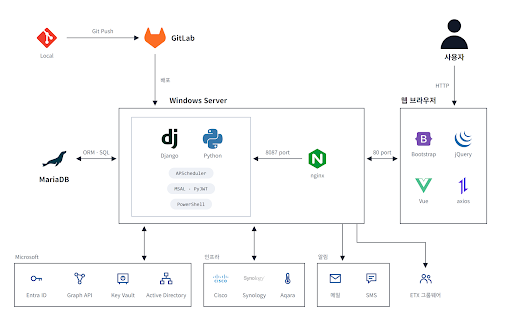 Git Push
GitLab
Local
사용자
배포
HTTP
Windows Server
웹 브라우저
dj
Django
Python
8087 port
80 port
nginx
Bootstrap
jQuery
ORM · SQL
MariaDB
APScheduler
MSAL · PyJWT
PowerShell
Vue
axios
Microsoft
인프라
알림
Entra ID
Graph API
Key Vault
Active Directory
cisco
Cisco
Synology
Synology
Aqara
메일
SMS
ETX 그룹웨어